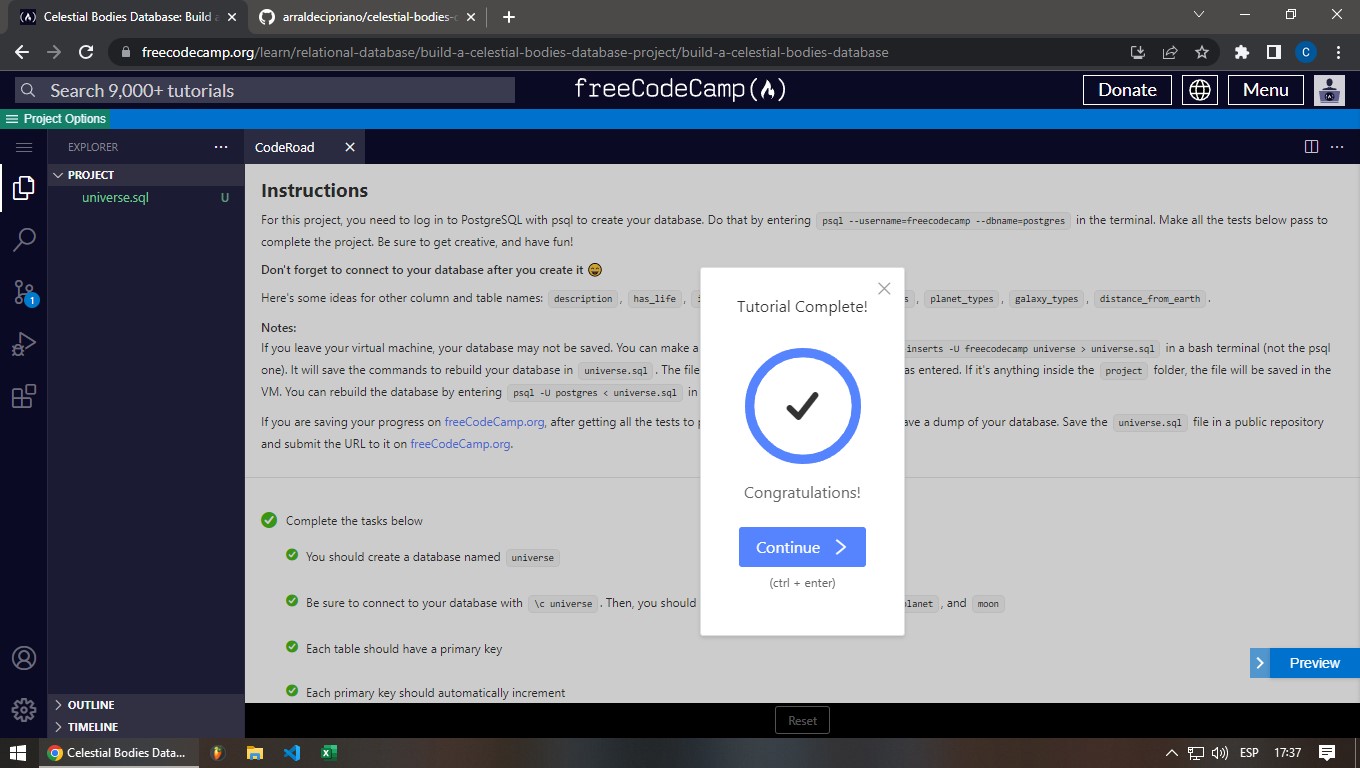 Celestial Bodies Database: Build a
arraldecipriano/celestial-bodies-d
freecodecamp.org/learn/relational-database/build-a-celestial-bodies-database-project/build-a-celestial-bodies-database
C
Search 9,000+ tutorials
freeCodeCamp
Donate
Menu
Project Options
EXPLORER
CodeRoad
PROJECT
universe.sql U
1
Instructions
For this project, you need to log in to PostgreSQL with psql to create your database. Do that by entering psql --username=freecodecamp --dbname=postgres in the terminal. Make all the tests below pass to
complete the project. Be sure to get creative, and have fun!
Don't forget to connect to your database after you create it 😄
Here's some ideas for other column and table names: description , has_life , , planet_types , galaxy_types , distance_from_earth .
Notes:
If you leave your virtual machine, your database may not be saved. You can make a inserts -U freecodecamp universe > universe.sql in a bash terminal (not the psql
one). It will save the commands to rebuild your database in universe.sql . The file as entered. If it's anything inside the project folder, the file will be saved in the
VM. You can rebuild the database by entering psql -U postgres < universe.sql in
If you are saving your progress on freeCodeCamp.org, after getting all the tests to p ave a dump of your database. Save the universe.sql file in a public repository
and submit the URL to it on freeCodeCamp.org.
Complete the tasks below
You should create a database named universe
Be sure to connect to your database with \c universe . Then, you should lanet , and moon
Each table should have a primary key
Each primary key should automatically increment
Tutorial Complete!
Congratulations!
Continue
(ctrl + enter)
Preview
OUTLINE
TIMELINE
Reset
Celestial Bodies Data...
ESP
17:37